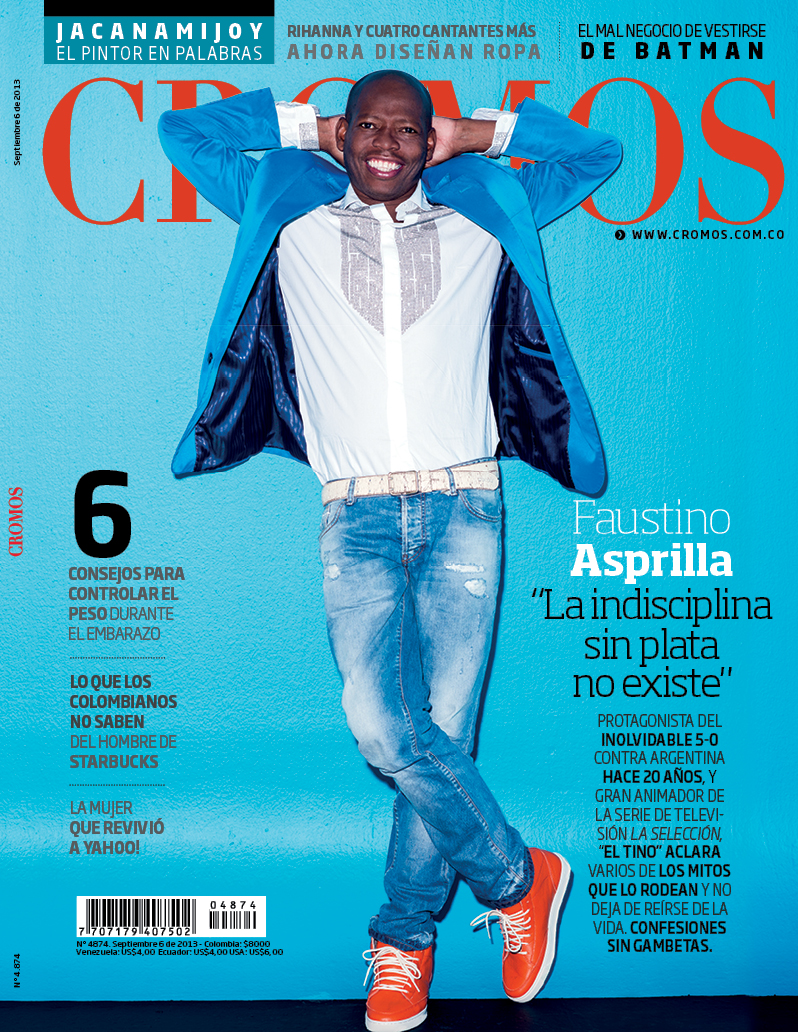 JACANAMIJOY
EL PINTOR EN PALABRAS
RIHANNA Y CUATRO CANTANTES MÁS
AHORA DISEÑAN ROPA
EL MAL NEGOCIO DE VESTIRSE
DE BATMAN
Septiembre 6 de 2013
CROMOS
WWW.CROMOS.COM.CO
6
CONSEJOS PARA
CONTROLAR EL
PESO DURANTE
EL EMBARAZO
LO QUE LOS
COLOMBIANOS
NO SABEN
DEL HOMBRE DE
STARBUCKS
LA MUJER
QUE REVIVIÓ
A YAHOO!
CROMOS
Faustino
Asprilla
“La indisciplina
sin plata
no existe”
PROTAGONISTA DEL
INOLVIDABLE 5-0
CONTRA ARGENTINA
HACE 20 AÑOS, Y
GRAN ANIMADOR DE
LA SERIE DE TELEVI-
SIÓN LA SELECCIÓN,
“EL TINO” ACLARA
VARIOS DE LOS MITOS
QUE LO RODEAN Y NO
DEJA DE REÍRSE DE LA
VIDA. CONFESIONES
SIN GAMBETAS.
04874
7 707179 407502
Nº 4874. Septiembre 6 de 2013 - Colombia: $8000
Venezuela: US$4,00 Ecuador: US$4,00 USA: US$6,00
Nº 4.874